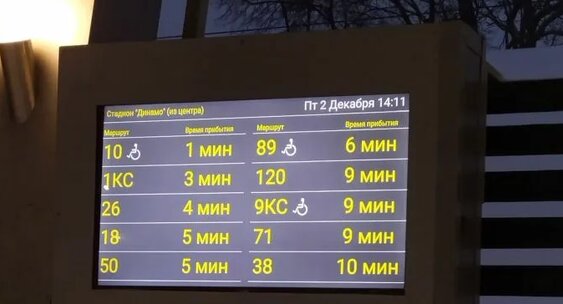 Стадион "Динамо" (из центра)
Пт 2 Декабря 14:11
Маршрут Время прибытия Маршрут Время прибытия
10 1 мин 89 6 мин
1КС 3 мин 120 9 мин
26 4 мин 9КС 9 мин
18 5 мин 71 9 мин
50 5 мин 38 10 мин